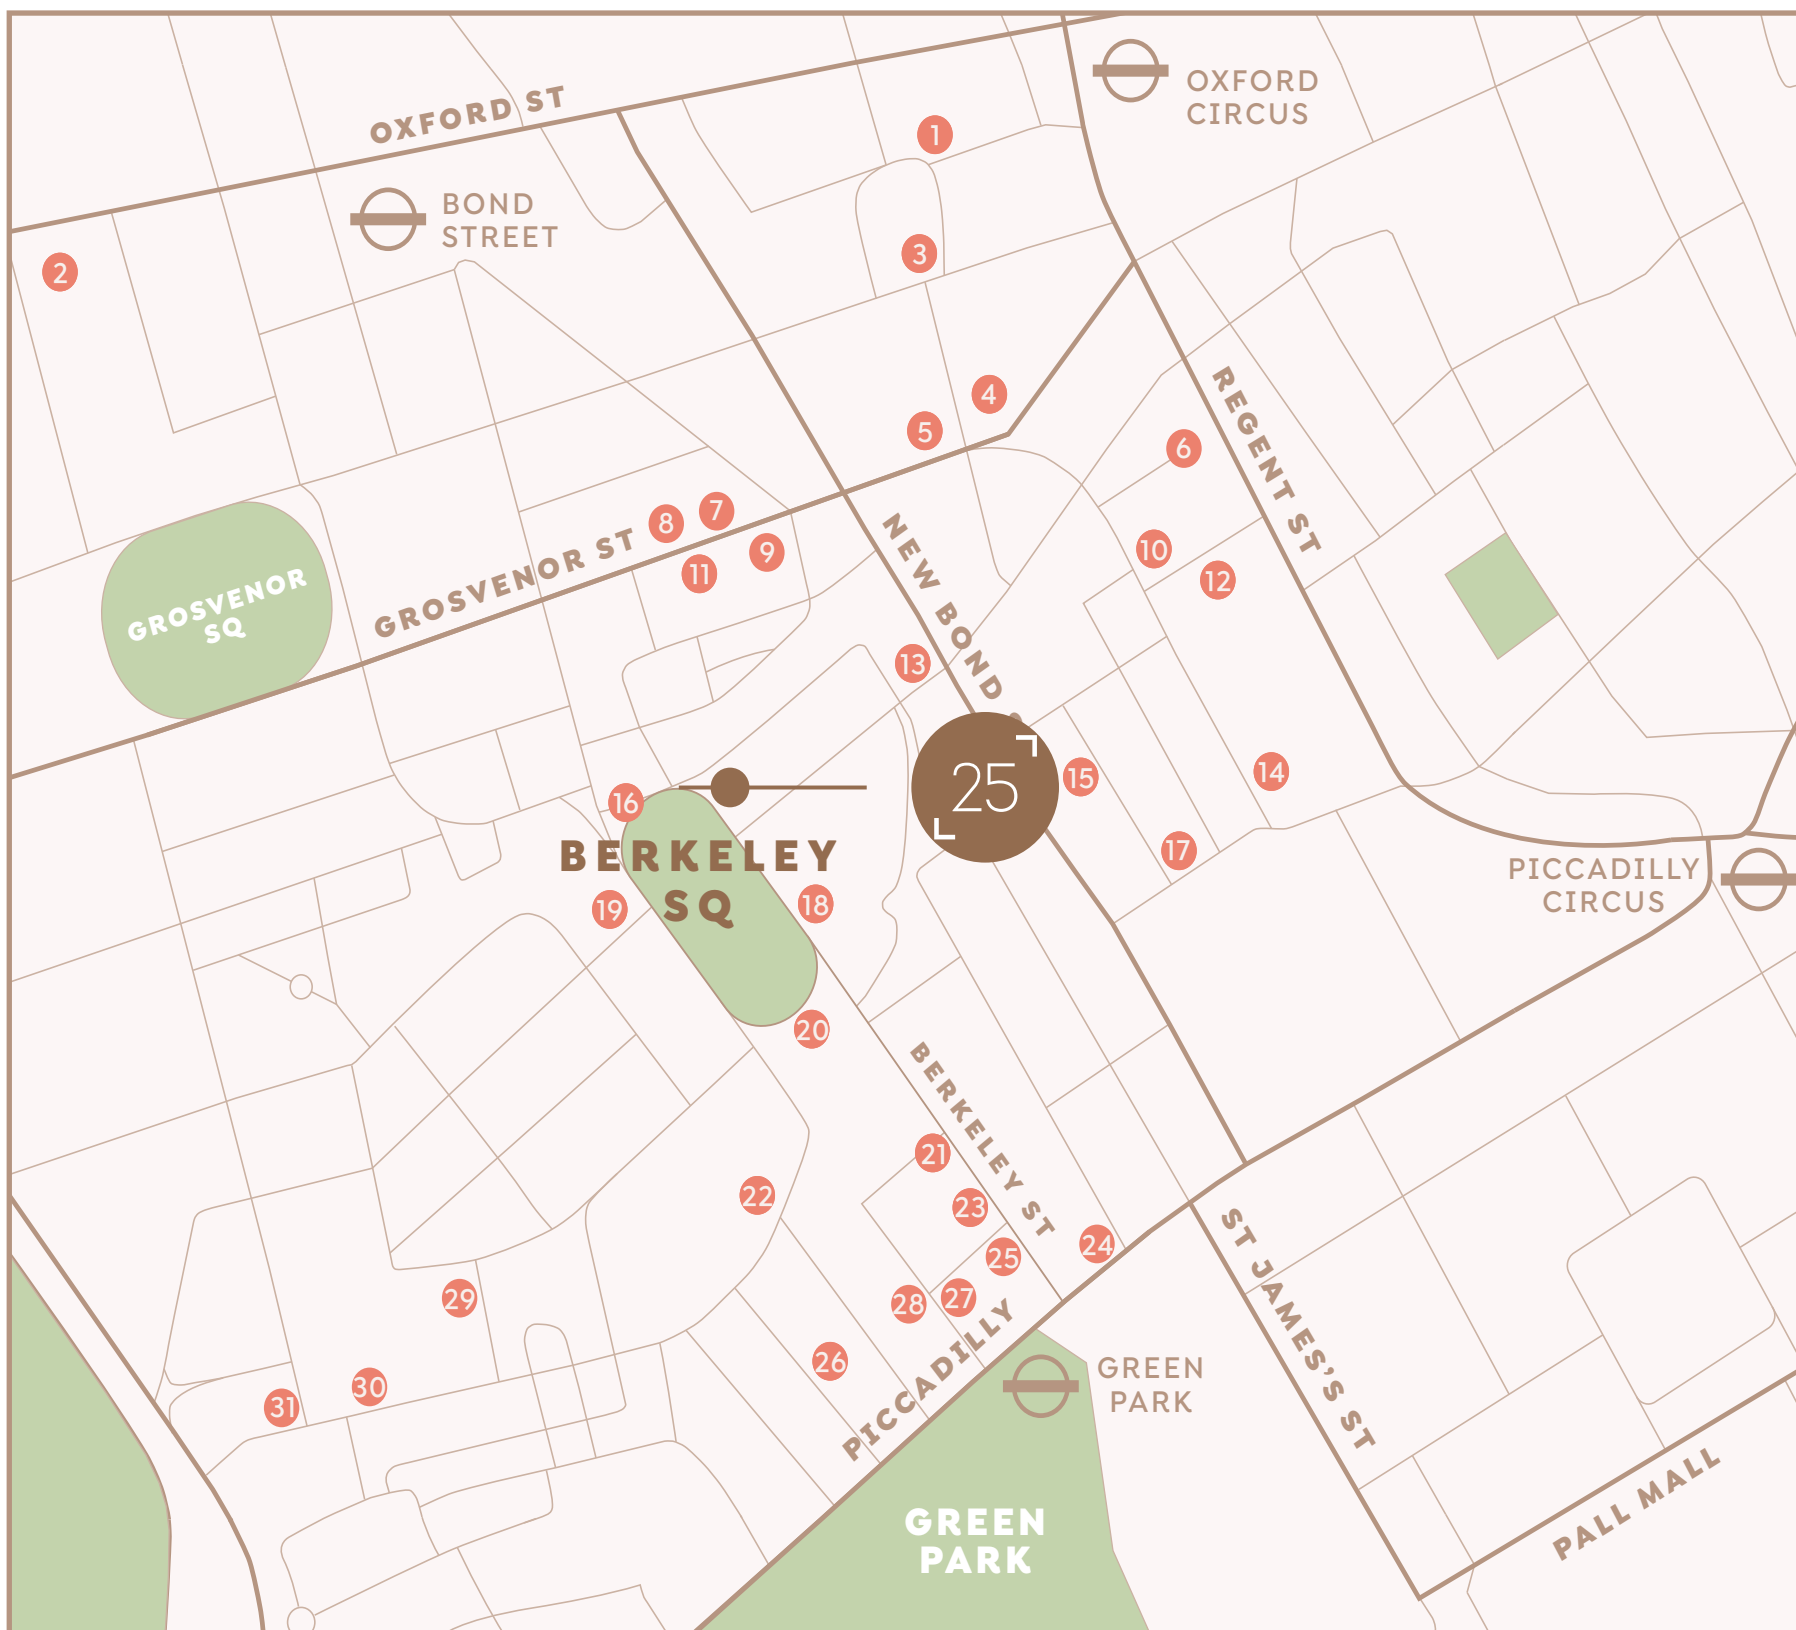 OXFORD ST
OXFORD
CIRCUS
1
BOND
STREET
2
3
4
5
6
REGENT ST
8
7
GROSVENOR ST
9
11
NEW BOND
10
12
GROSVENOR
SQ
13
16
25
15
14
BERKELEY
SQ
17
PICCADILLY
CIRCUS
19
18
20
BERKELEY ST
21
22
23
24
25
ST JAMES'S ST
29
28
27
26
PICCADILLY
30
31
GREEN
PARK
GREEN
PARK
PALL MALL